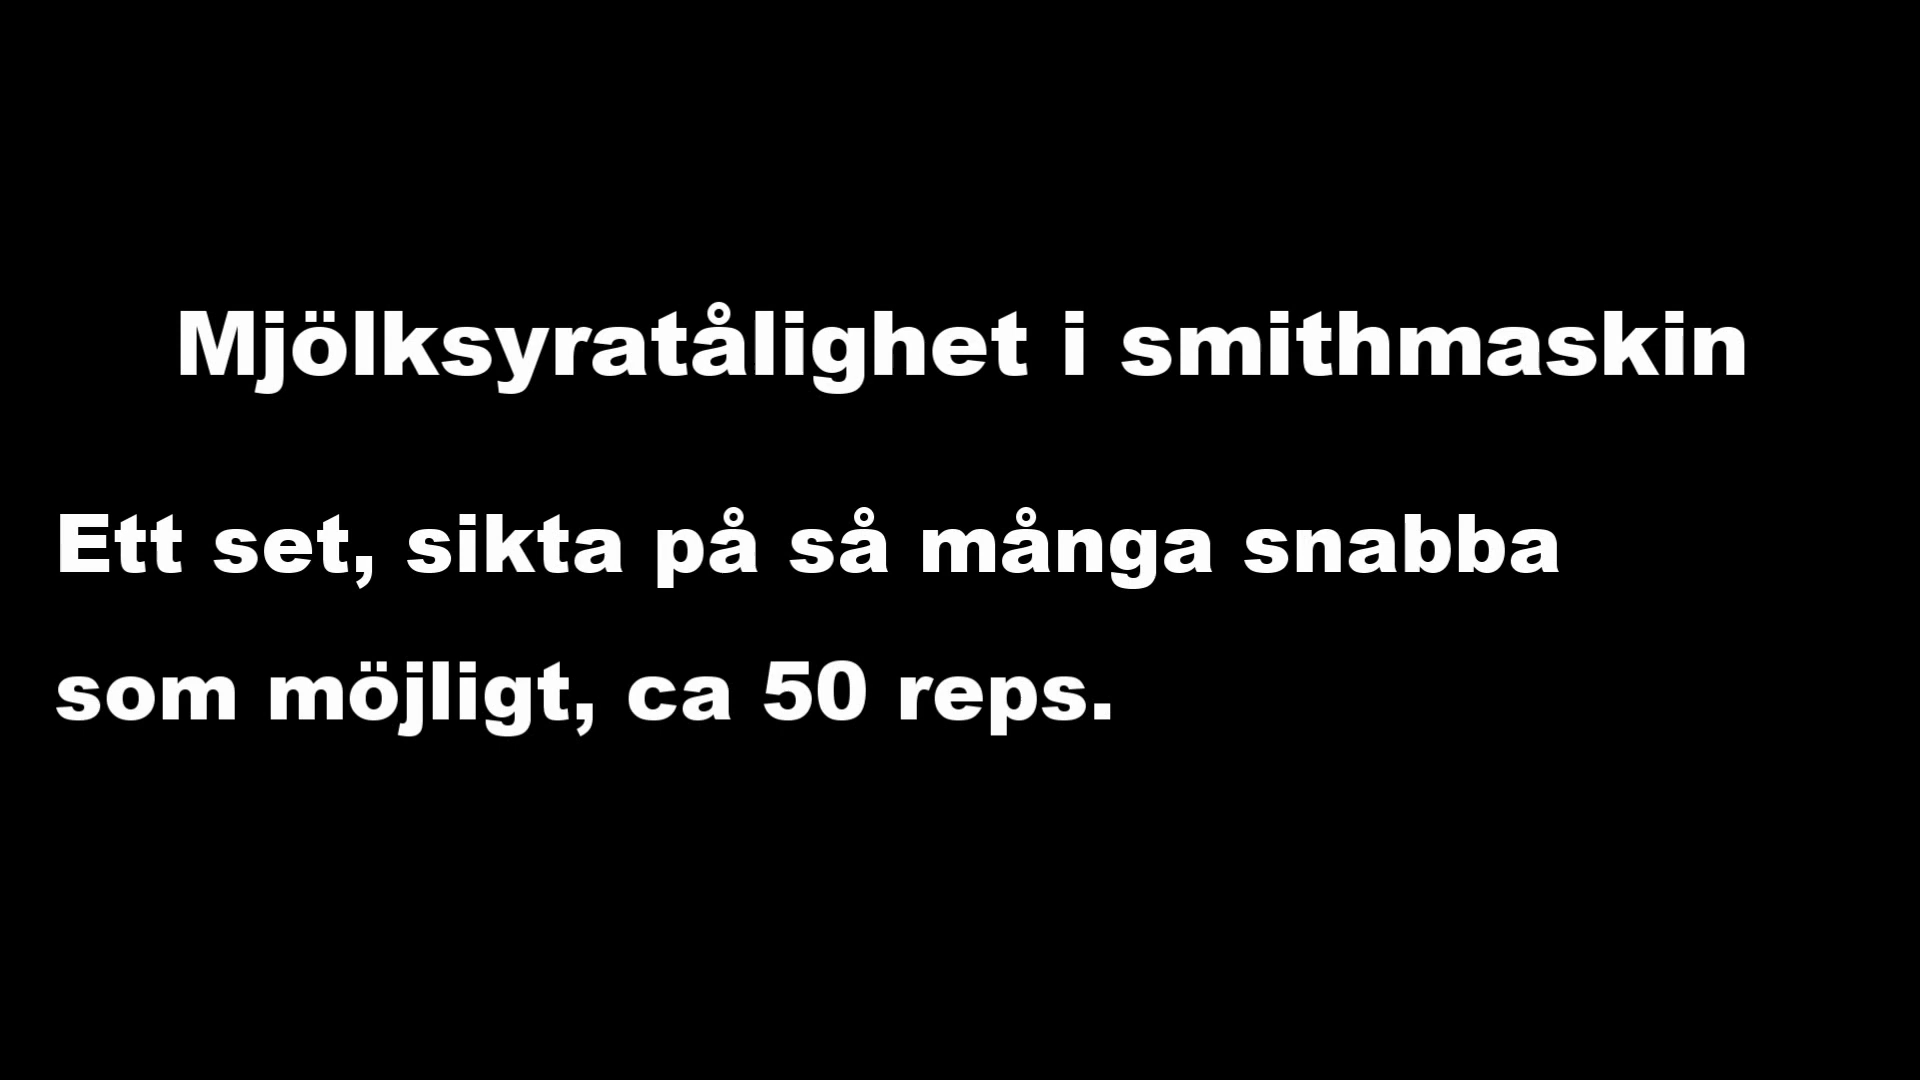 Mjölksyratålighet i smithmaskin
Ett set, sikta på så många snabba
som möjligt, ca 50 reps.